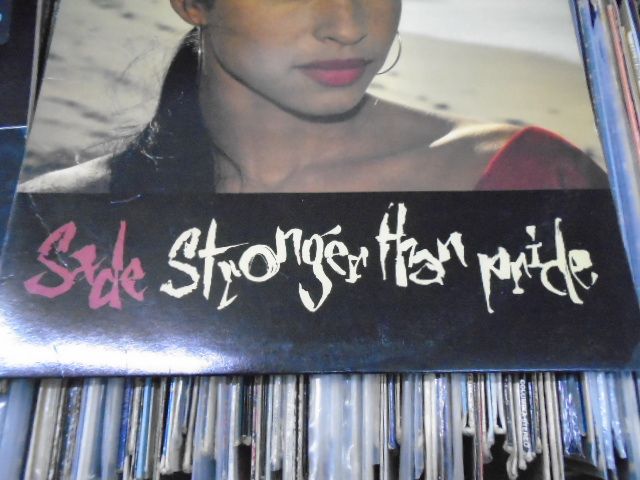 Sade Stronger than pride